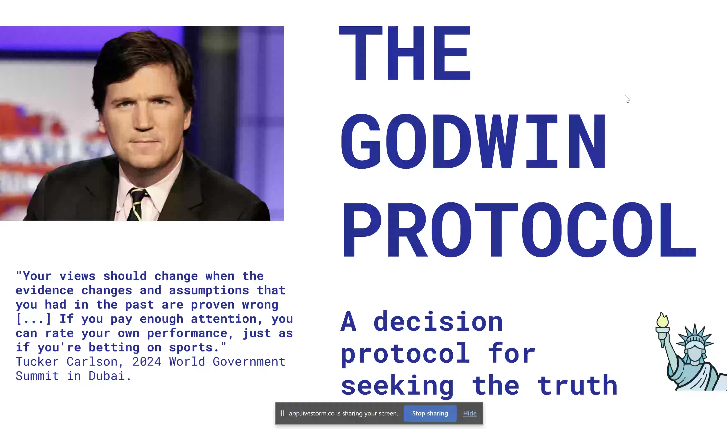 THE
GODWIN
PROTOCOL
"Your views should change when the
evidence changes and assumptions that
you had in the past are proven wrong
[...] If you pay enough attention, you
can rate your own performance, just as
if you're betting on sports."
Tucker Carlson, 2024 World Government
Summit in Dubai.
A decision
protocol for
seeking the truth
is sharing your screen.
Stop sharing
Hide